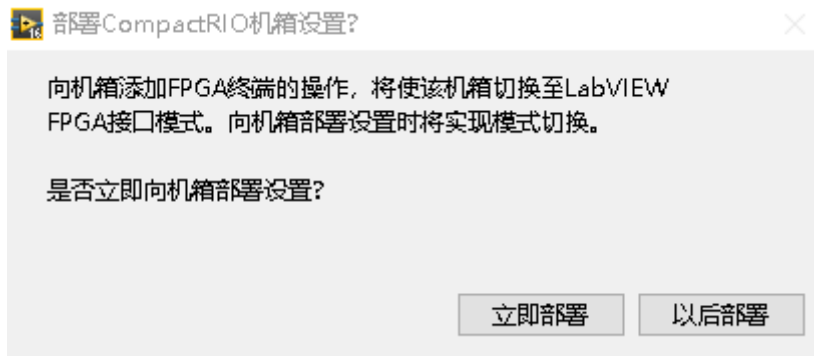 部署CompactRIO机箱设置?
向机箱添加FPGA终端的操作，将使该机箱切换至LabVIEW
FPGA接口模式。向机箱部署设置时将实现模式切换。
是否立即向机箱部署设置?
立即部署 以后部署